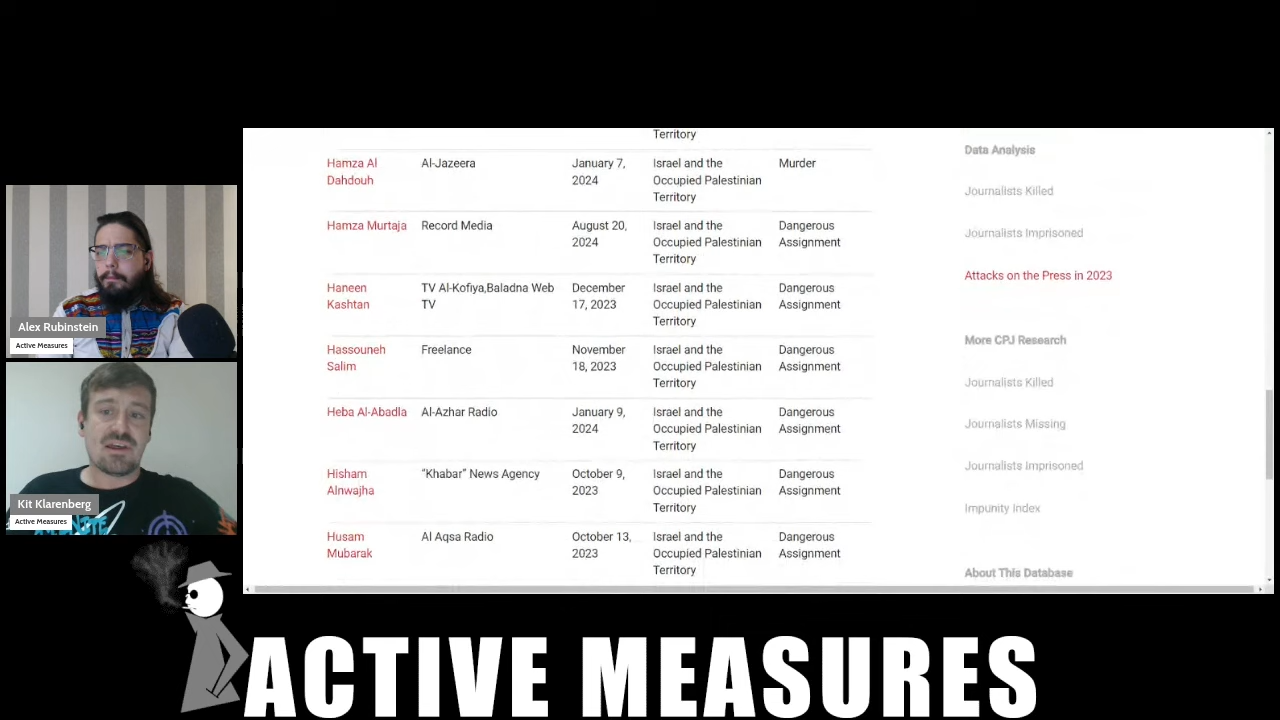 Territory
Hamza Al Al-Jazeera January 7, Israel and the Murder
Dahdouh 2024 Occupied Palestinian
Territory
Hamza Murtaja Record Media August 20, Israel and the Dangerous
2024 Occupied Palestinian Assignment
Territory
Haneen TV Al-Kofiya,Baladna Web December Israel and the Dangerous
Kashtan TV 17, 2023 Occupied Palestinian Assignment
Territory
Hassouneh Freelance November Israel and the Dangerous
Salim 18, 2023 Occupied Palestinian Assignment
Territory
Heba Al-Abadla Al-Azhar Radio January 9, Israel and the Dangerous
2024 Occupied Palestinian Assignment
Territory
Hisham "Khabar" News Agency October 9, Israel and the Dangerous
Alnwajha 2023 Occupied Palestinian Assignment
Territory
Husam Al Aqsa Radio October 13, Israel and the Dangerous
Mubarak 2023 Occupied Palestinian Assignment
Territory
Data Analysis
Journalists Killed
Journalists Imprisoned
Attacks on the Press in 2023
More CPJ Research
Journalists Killed
Journalists Missing
Journalists Imprisoned
Impunity Index
About This Database
Alex Rubinstein
Active Measures
Kit Klarenberg
Active Measures
ACTIVE MEASURES